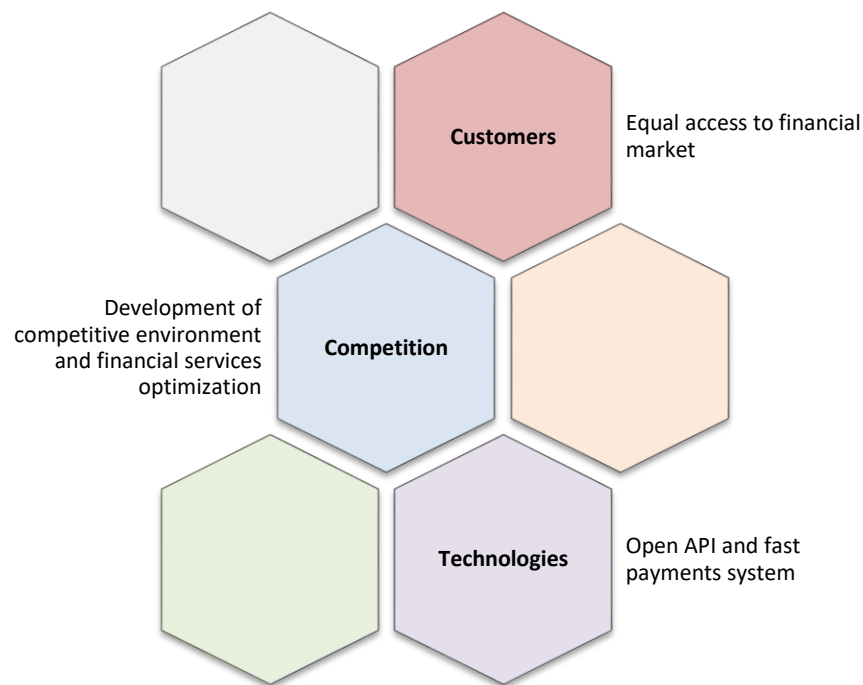 Customers
Equal access to financial
market
Development of
competitive environment
and financial services
optimization
Competition
Technologies
Open API and fast
payments system